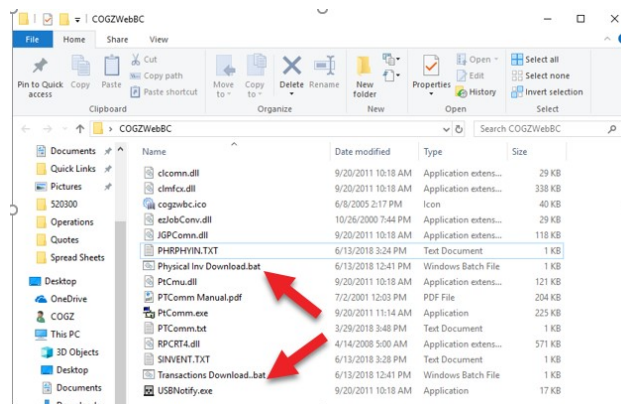 COGZWebBC
File Home Share View
Pin to Quick access
Copy
Paste
Cut
Copy path
Paste shortcut
Move to
Copy to
Delete
Rename
New folder
Properties
Open
Edit
History
Select all
Select none
Invert selection
Clipboard Organize New Open Select
COGZWebBC
Search COGZWebBC
Documents
Quick Links
Pictures
520300
Operations
Quotes
Spread Sheets
Desktop
OneDrive
COGZ
This PC
3D Objects
Desktop
Documents
Name Date modified Type Size
clcomn.dll 9/20/2011 10:18 AM Application extens... 29 KB
clmfcx.dll 9/20/2011 10:18 AM Application extens... 338 KB
cogzwbc.ico 6/8/2005 2:17 PM Icon 40 KB
ezJobConv.dll 10/26/2000 7:44 PM Application extens... 29 KB
JGPComn.dll 9/20/2011 10:18 AM Application extens... 118 KB
PHRPHYIN.TXT 6/13/2018 3:24 PM Text Document 1 KB
Physical Inv Download.bat 6/13/2018 12:41 PM Windows Batch File 1 KB
PtCmu.dll 9/20/2011 10:18 AM Application extens... 121 KB
PTComm Manual.pdf 7/2/2001 12:03 PM PDF File 204 KB
PtComm.exe 9/20/2011 11:14 AM Application 225 KB
PTComm.txt 3/29/2018 3:48 PM Text Document 1 KB
RPCRT4.dll 4/14/2008 5:00 AM Application extens... 571 KB
SINVENT.TXT 6/13/2018 3:28 PM Text Document 1 KB
Transactions Download..bat 6/13/2018 12:41 PM Windows Batch File 1 KB
USBNotify.exe 9/20/2011 10:18 AM Application 17 KB